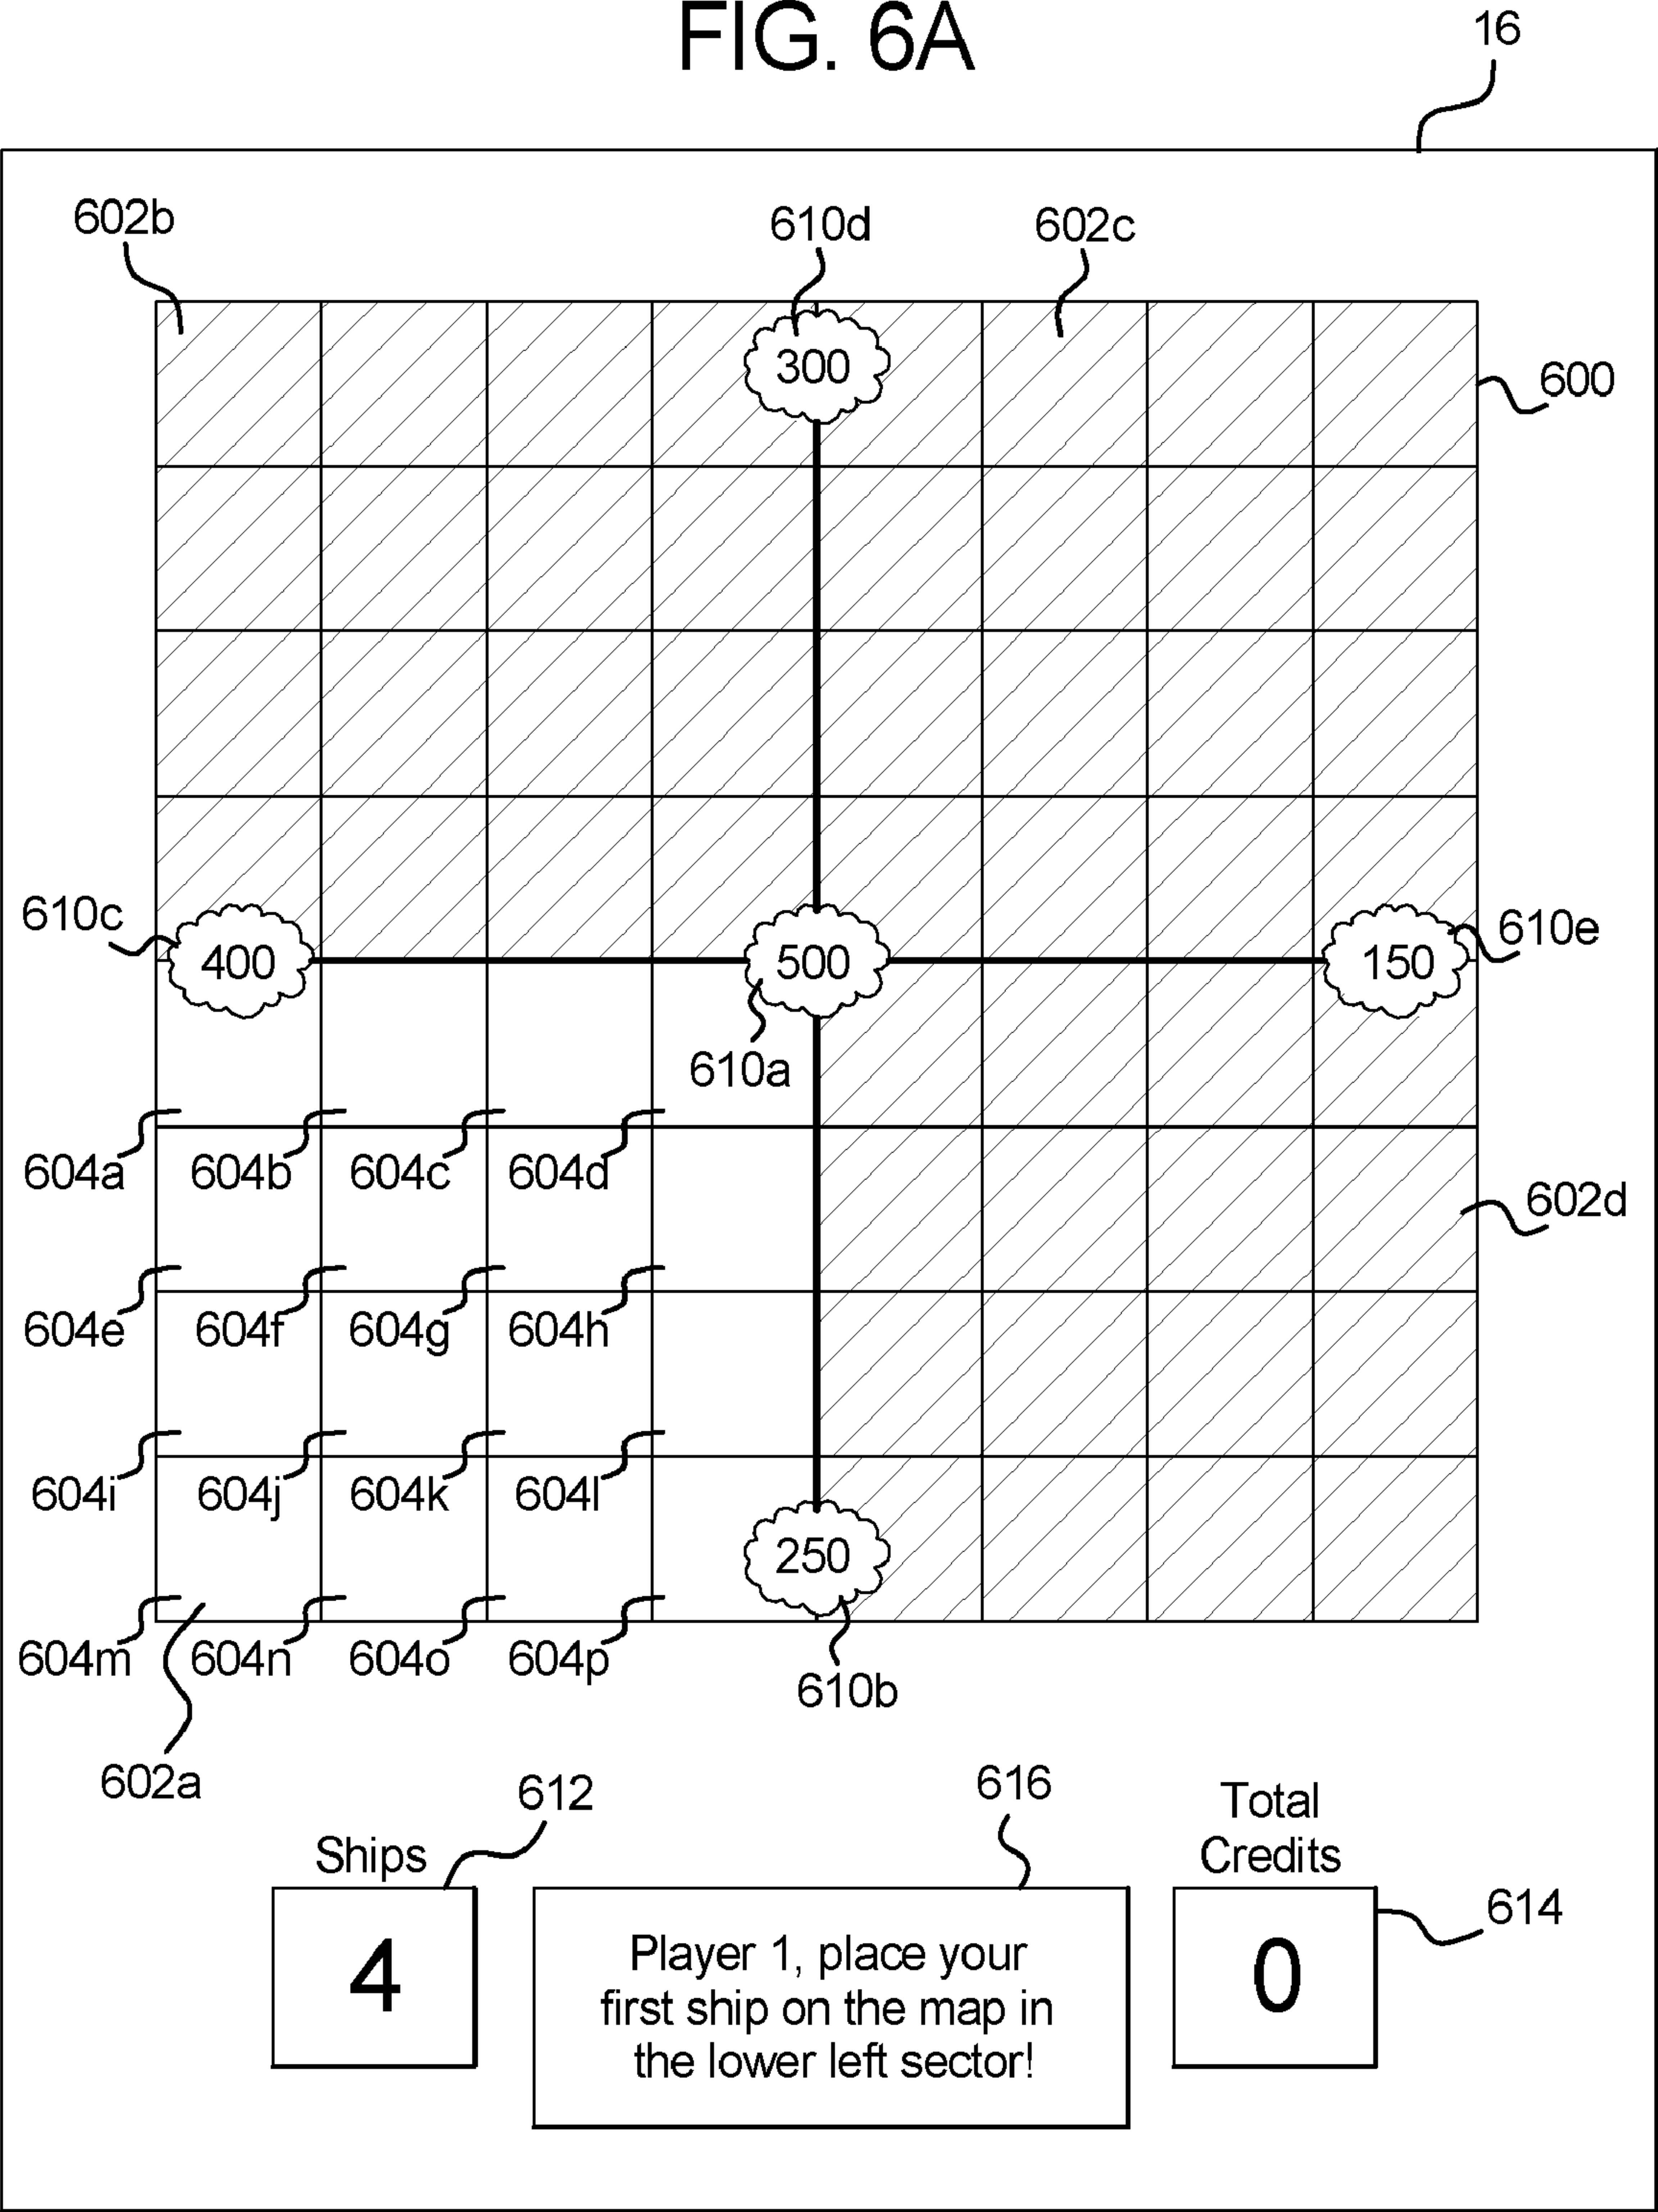 FIG. 6A
16
602b
610d
602c
300
600
610c
400
500
150
610e
610a
604a
604b
604c
604d
602d
604e
604f
604g
604h
604i
604j
604k
604l
250
604m
604n
604o
604p
610b
602a
612
616
Total
Credits
Ships
614
4
Player 1, place your
first ship on the map in
the lower left sector!
0